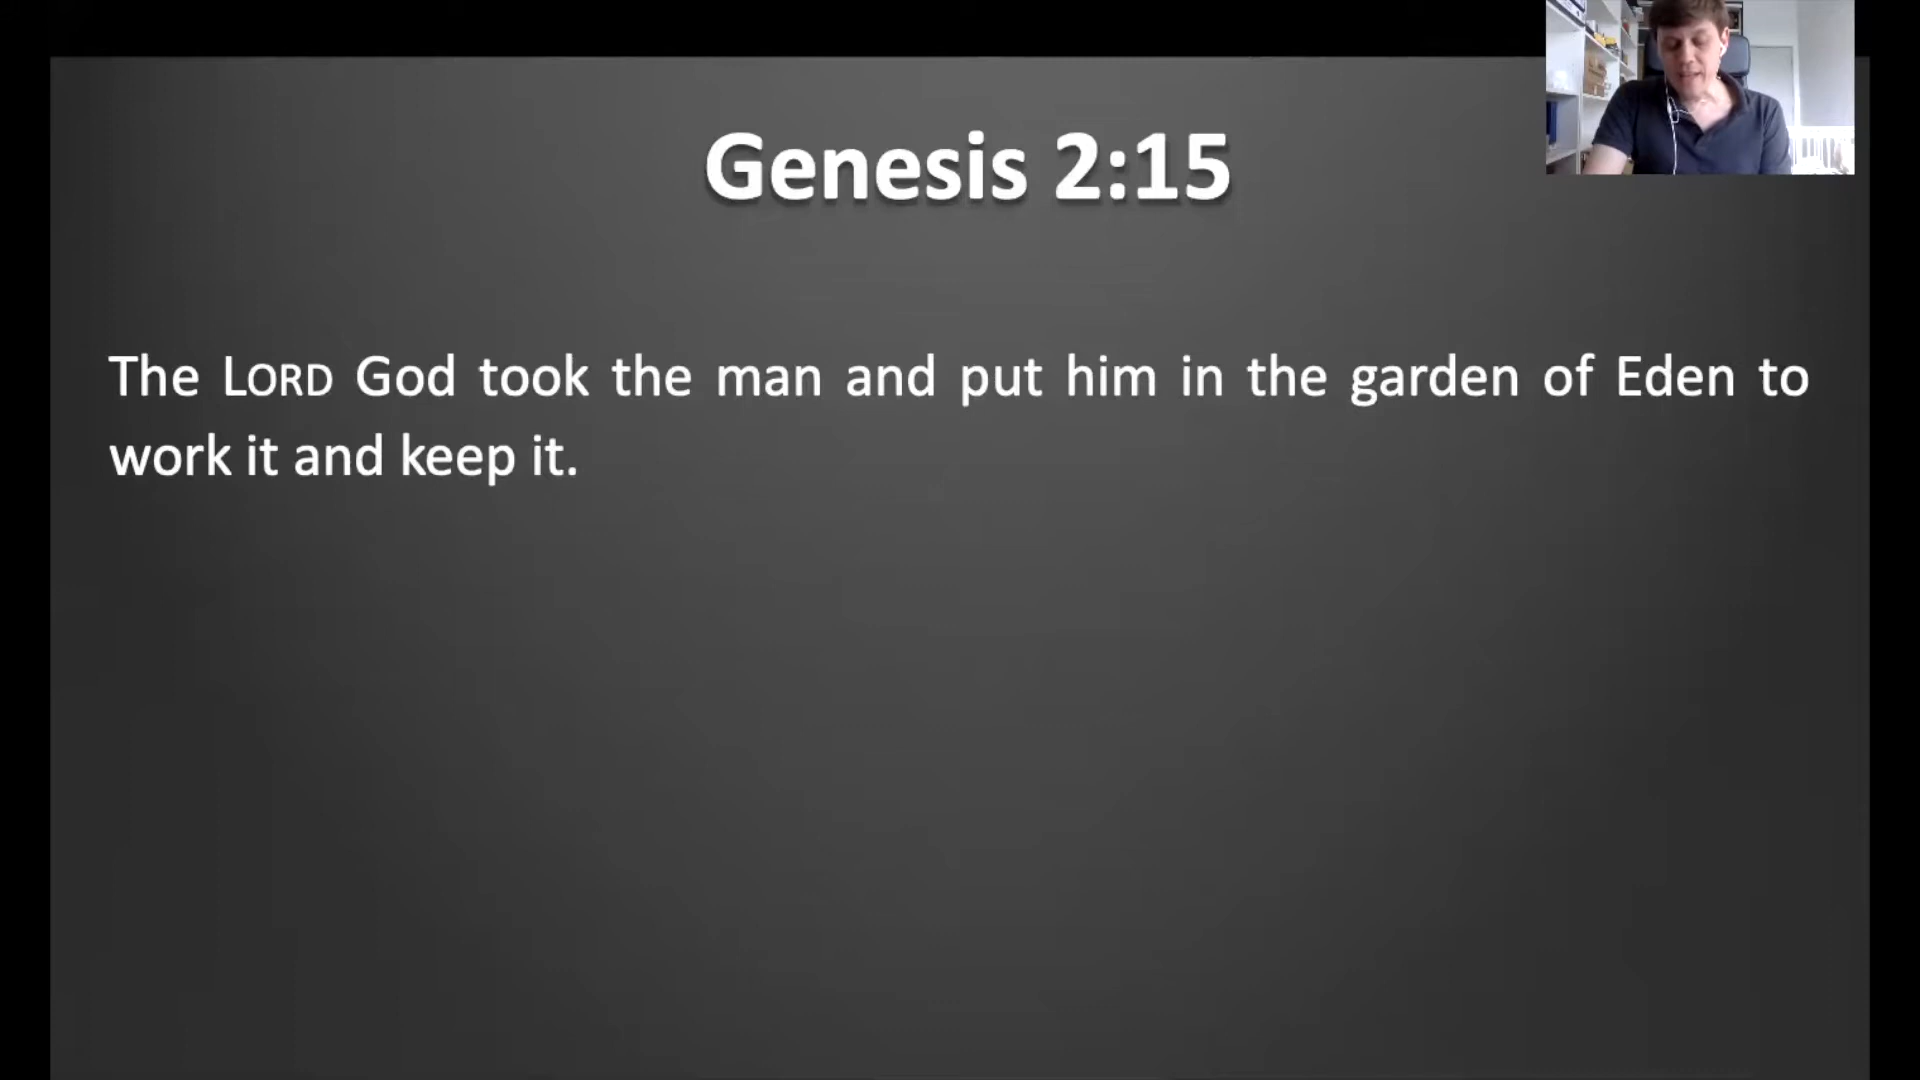 Genesis 2:15
The LORD God took the man and put him in the garden of Eden to
work it and keep it.